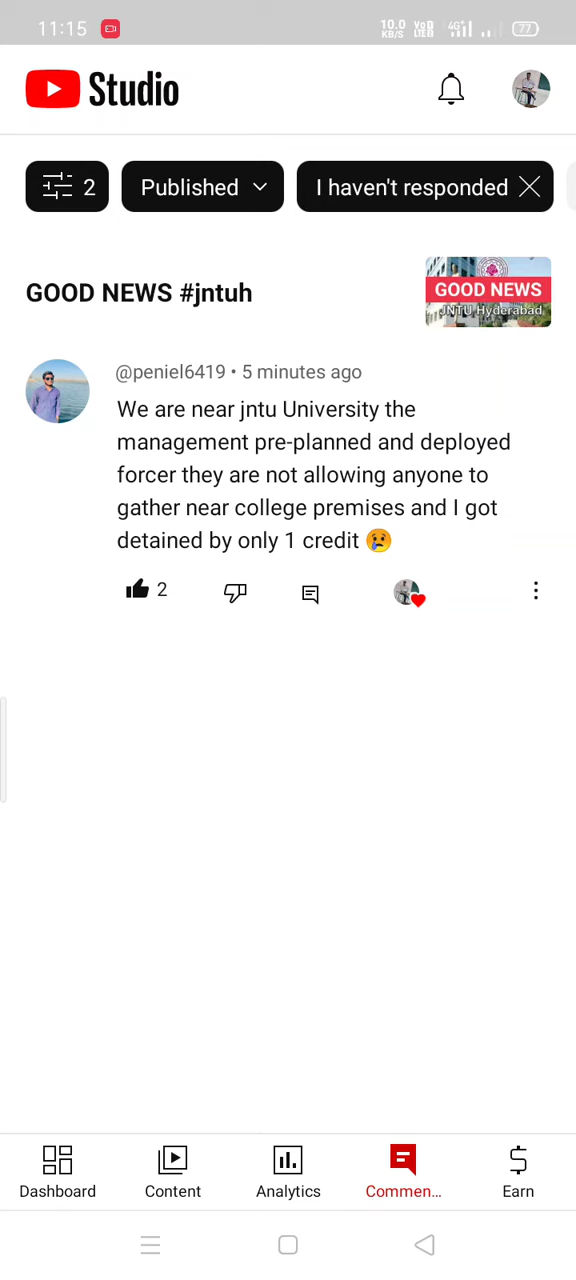 11:15 10.0 KB/S VoD LTE2 4G 77
Studio
2 Published I haven't responded
GOOD NEWS #jntuh
GOOD NEWS
JNTU Hyderabad
@peniel6419 • 5 minutes ago
We are near jntu University the
management pre-planned and deployed
forcer they are not allowing anyone to
gather near college premises and I got
detained by only 1 credit 😢
2
Dashboard Content Analytics Commen... Earn